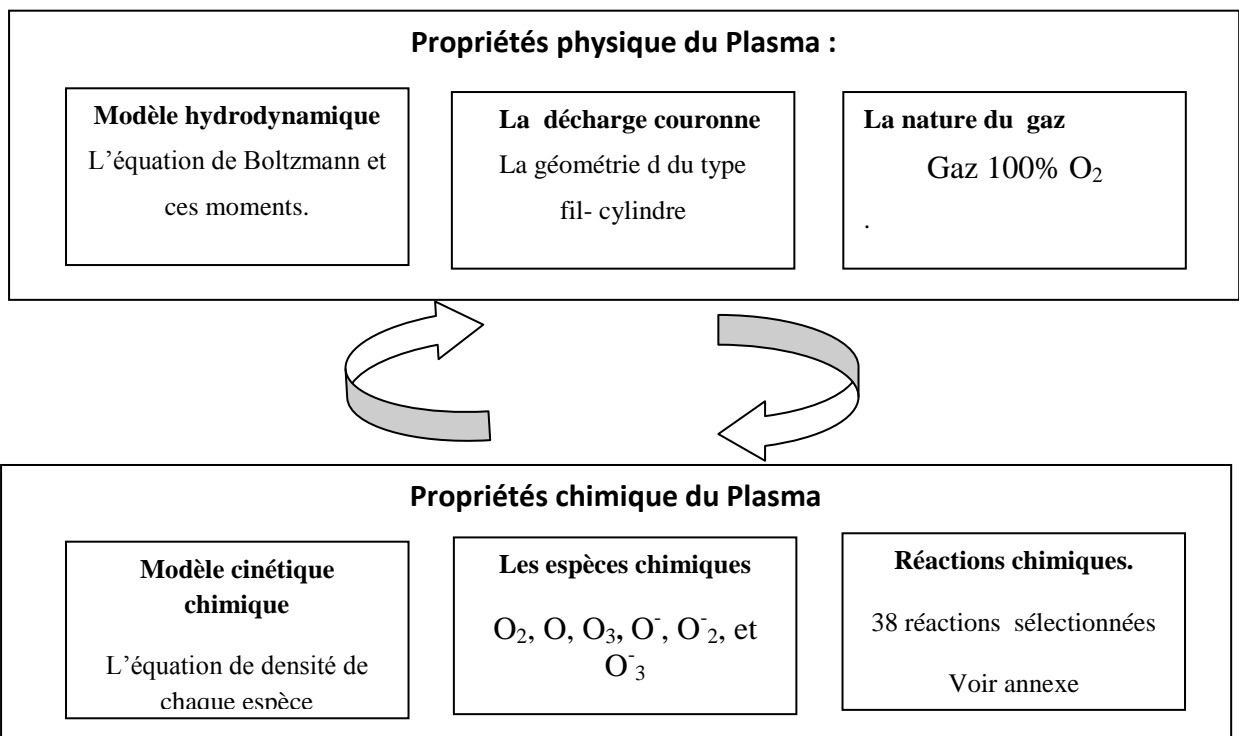 Propriétés physique du Plasma :
Modèle hydrodynamique
L'équation de Boltzmann et
ces moments.
La décharge couronne
La géométrie d du type
fil- cylindre
La nature du gaz
Gaz 100% O₂
.
Propriétés chimique du Plasma
Modèle cinétique
chimique
L'équation de densité de
chaque espèce
Les espèces chimiques
O₂, O, O₃, O⁻, O⁻₂, et
O⁻₃
Réactions chimiques.
38 réactions sélectionnées
Voir annexe